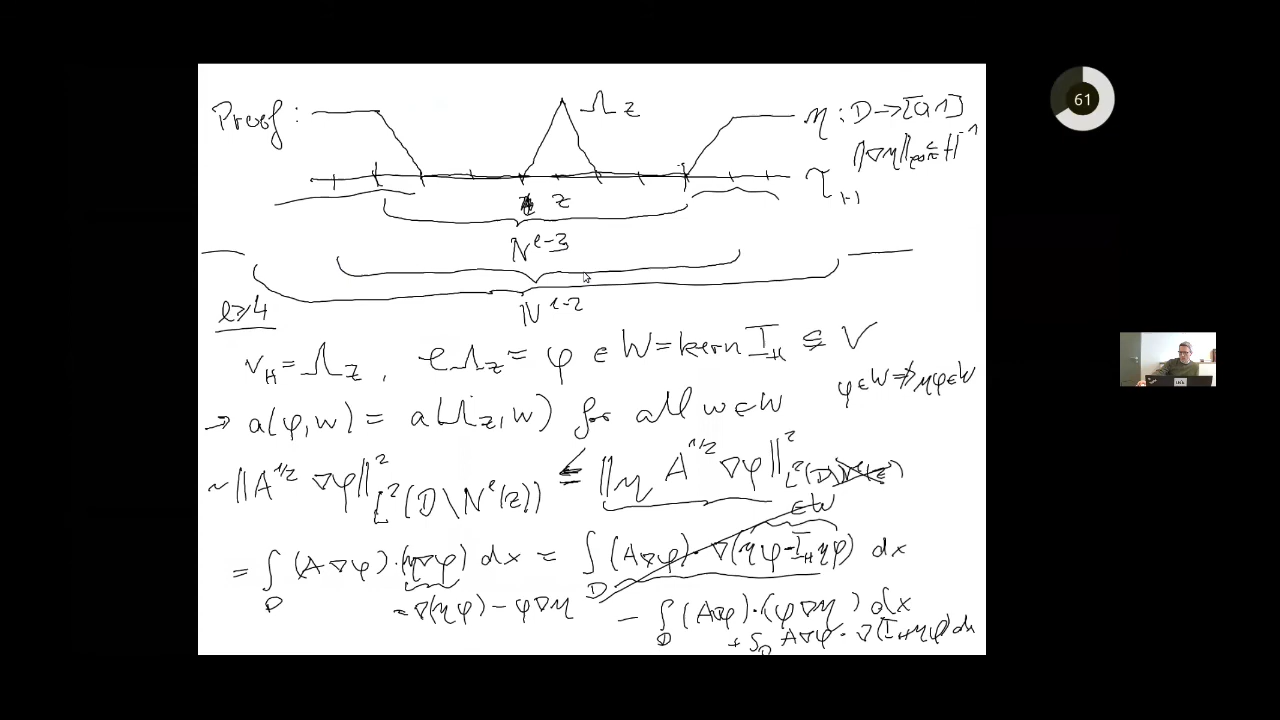 Proof :
Λ_z
η : D → [0,1]
‖∇η‖ ≤ H^{-1}
z
T_H
N^{ℓ-3}
N^{ℓ-2}
ℓ ≥ 4
v_H = Λ_z , 𝒞Λ_z = φ ∈ W = kern I_H ⊊ V
φ ∈ W ⇏ ηφ ∈ W
→ a(φ,w) = a(Λ_z,w) for all w ∈ W
~ ‖A^{1/2} ∇φ‖²_{L²(D\N^ℓ(z))} ≤ ‖η A^{1/2} ∇φ‖²_{L²(D)}
∈ W
= ∫_D (A∇φ)·(η∇φ) dx = ∫_D (A∇φ)·∇(ηφ - I_H ηφ) dx
= ∇(ηφ) - φ∇η
- ∫_D (A∇φ)·(φ∇η) dx
+ ∫_D A∇φ · ∇(I_H ηφ) dx
61